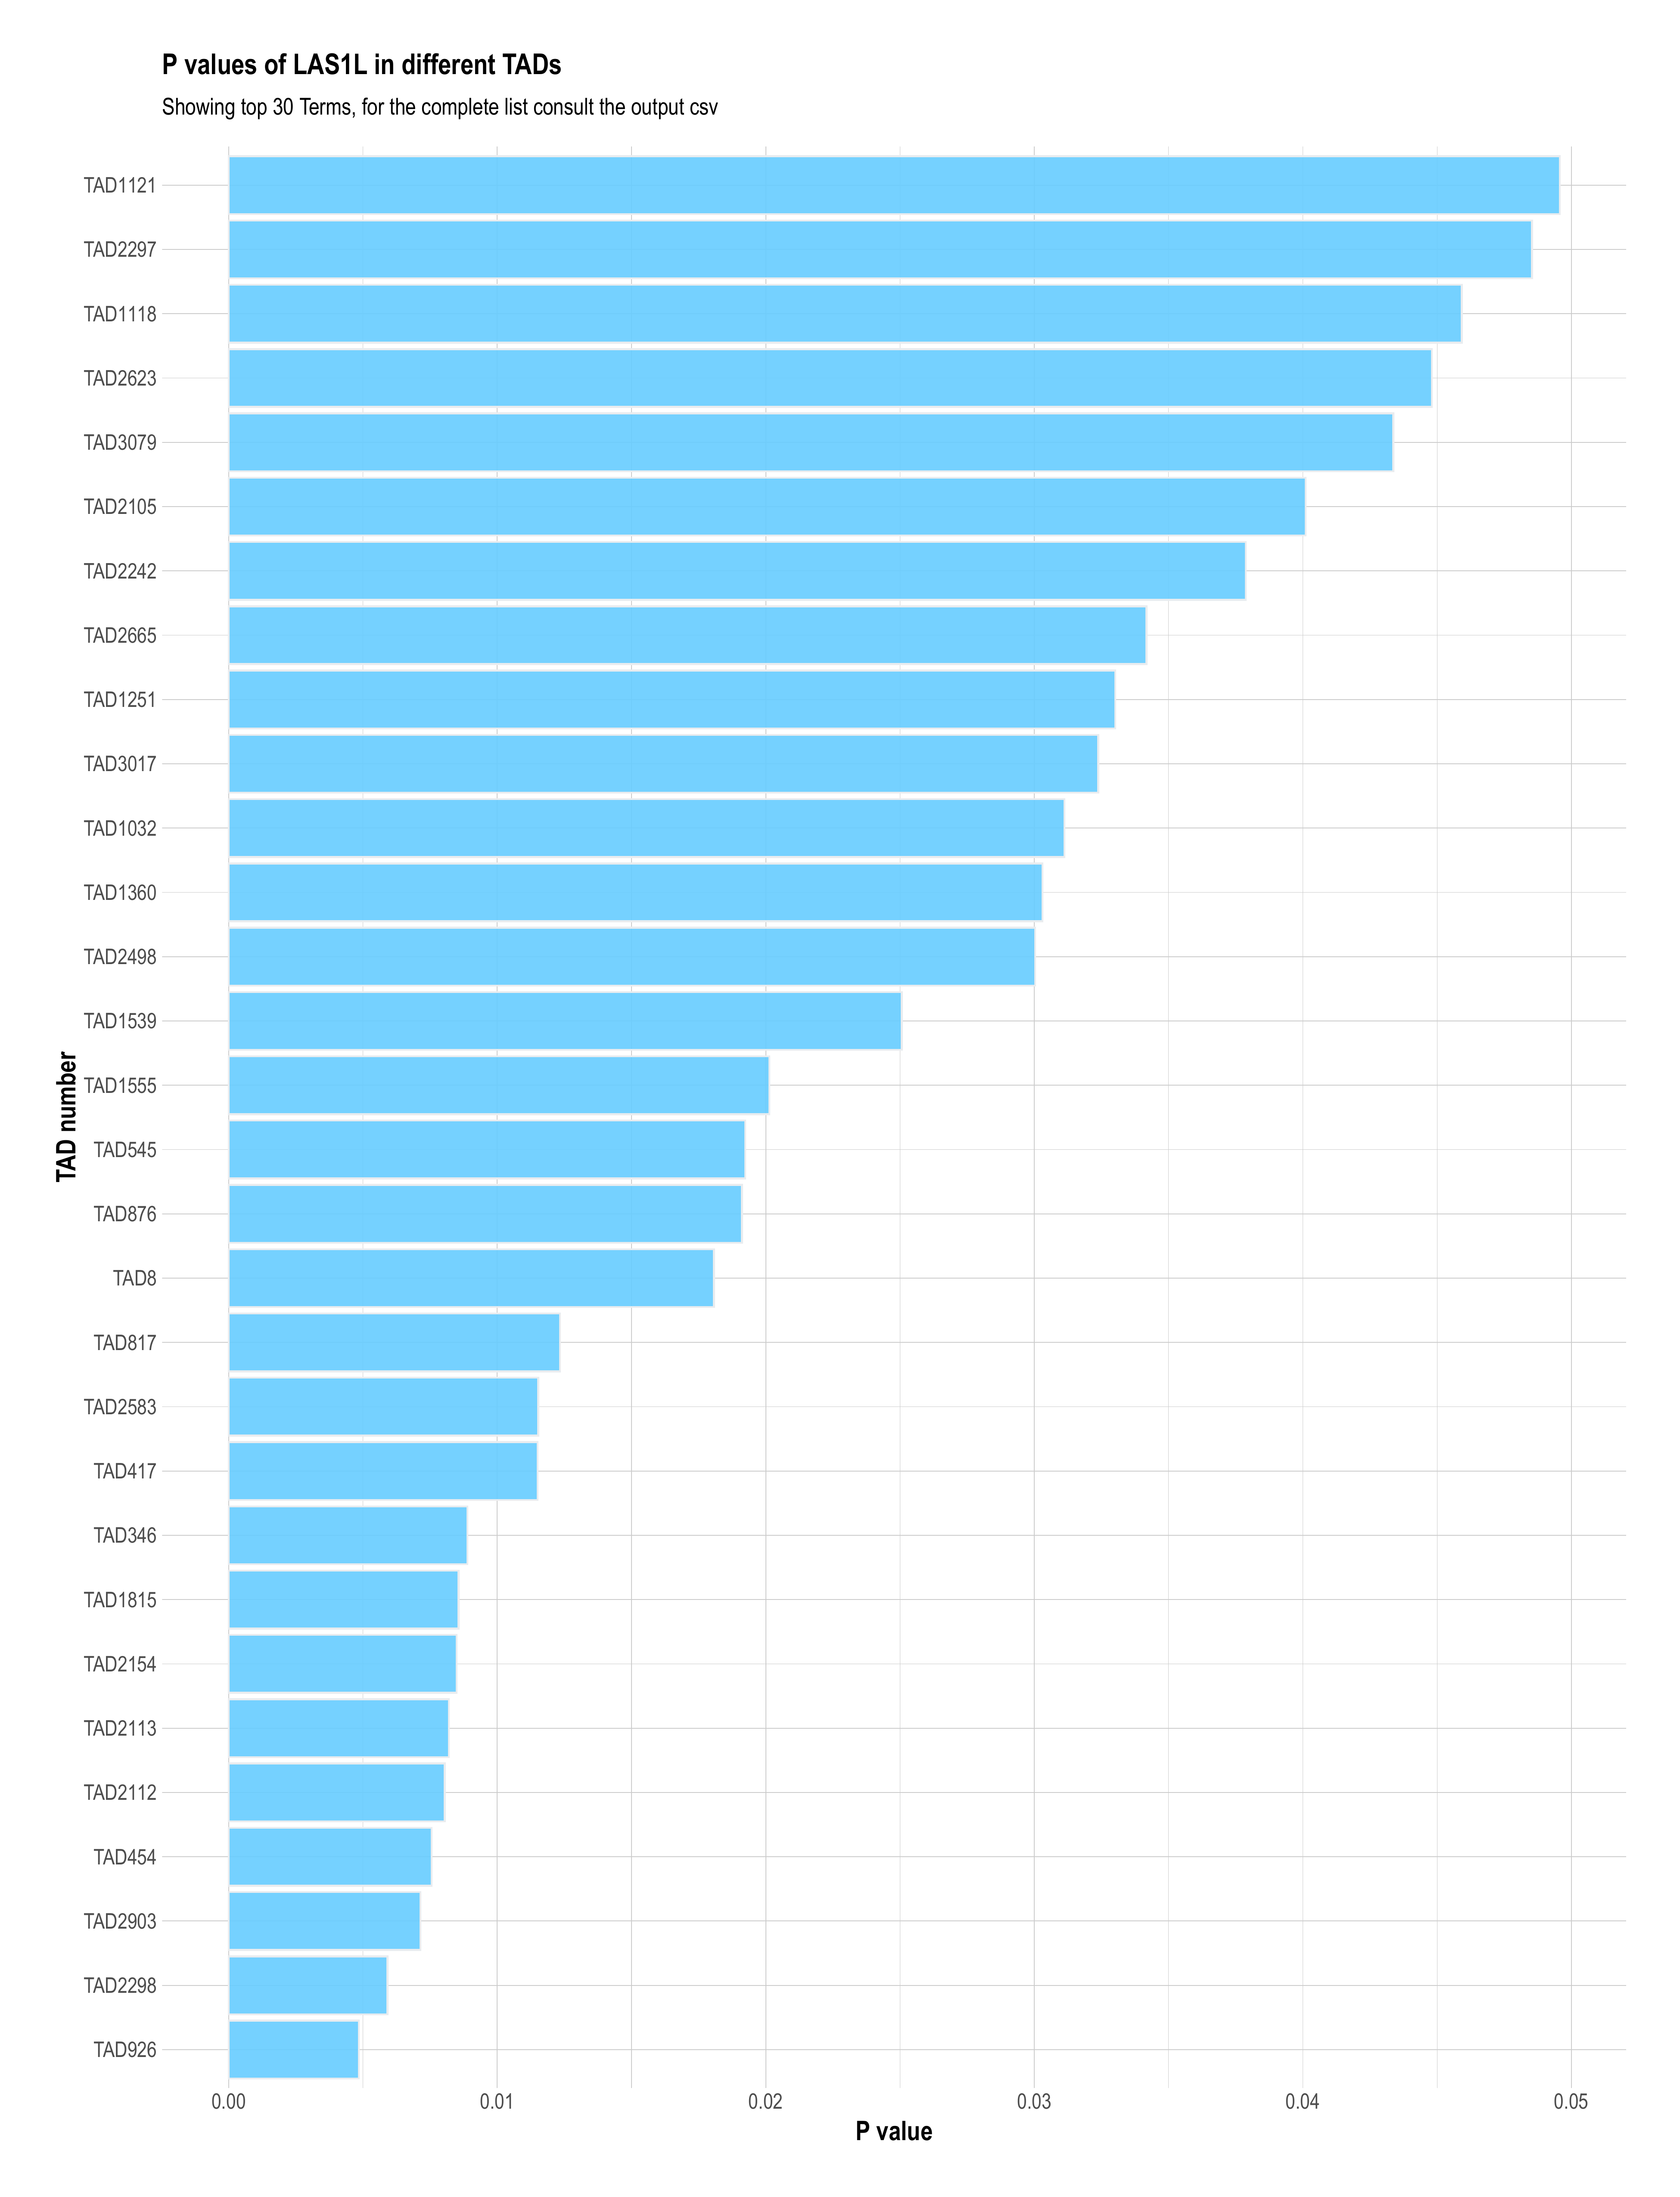 P values of LAS1L in different TADs
Showing top 30 Terms, for the complete list consult the output csv
TAD number
TAD1121
TAD2297
TAD1118
TAD2623
TAD3079
TAD2105
TAD2242
TAD2665
TAD1251
TAD3017
TAD1032
TAD1360
TAD2498
TAD1539
TAD1555
TAD545
TAD876
TAD8
TAD817
TAD2583
TAD417
TAD346
TAD1815
TAD2154
TAD2113
TAD2112
TAD454
TAD2903
TAD2298
TAD926
0.00 0.01 0.02 0.03 0.04 0.05
P value